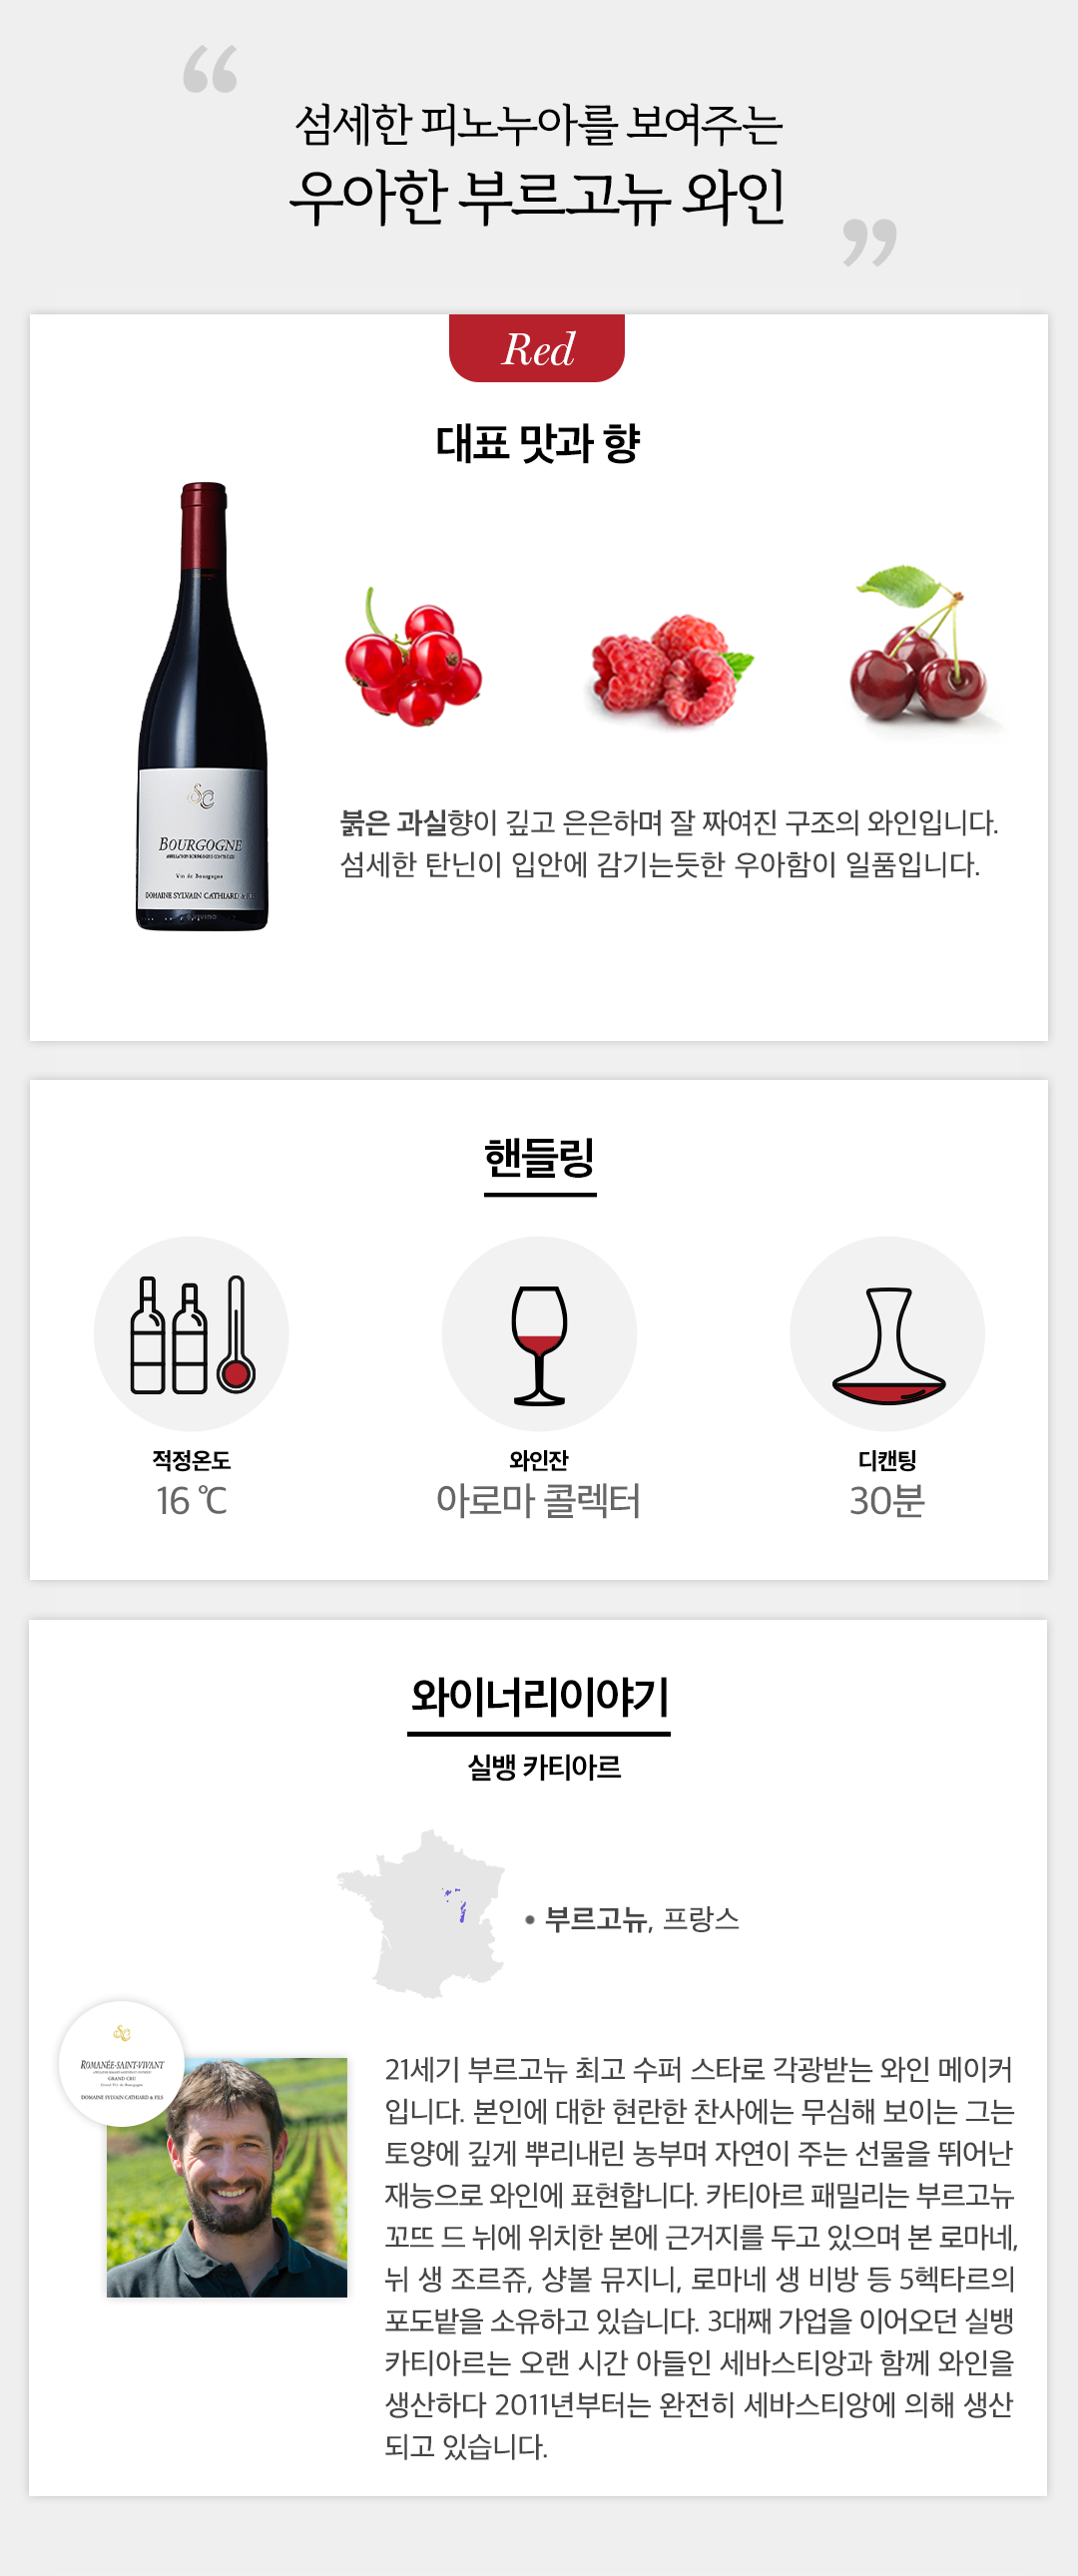 “
섬세한 피노누아를 보여주는
우아한 부르고뉴 와인
”
Red
대표 맛과 향
SC
BOURGOGNE
APPELLATION BOURGOGNE CONTRÔLÉE
Vin de Bourgogne
DOMAINE SYLVAIN CATHIARD & FILS
VIVINO
붉은 과실향이 깊고 은은하며 잘 짜여진 구조의 와인입니다.
섬세한 탄닌이 입안에 감기는듯한 우아함이 일품입니다.
핸들링
적정온도
16 ℃
와인잔
아로마 콜렉터
디캔팅
30분
와이너리이야기
실뱅 카티아르
• 부르고뉴, 프랑스
SC
ROMANÉE-SAINT-VIVANT
GRAND CRU
Grand Vin de Bourgogne
DOMAINE SYLVAIN CATHIARD & FILS
21세기 부르고뉴 최고 수퍼 스타로 각광받는 와인 메이커
입니다. 본인에 대한 현란한 찬사에는 무심해 보이는 그는
토양에 깊게 뿌리내린 농부며 자연이 주는 선물을 뛰어난
재능으로 와인에 표현합니다. 카티아르 패밀리는 부르고뉴
꼬뜨 드 뉘에 위치한 본에 근거지를 두고 있으며 본 로마네,
뉘 생 조르쥬, 샹볼 뮤지니, 로마네 생 비방 등 5헥타르의
포도밭을 소유하고 있습니다. 3대째 가업을 이어오던 실뱅
카티아르는 오랜 시간 아들인 세바스티앙과 함께 와인을
생산하다 2011년부터는 완전히 세바스티앙에 의해 생산
되고 있습니다.